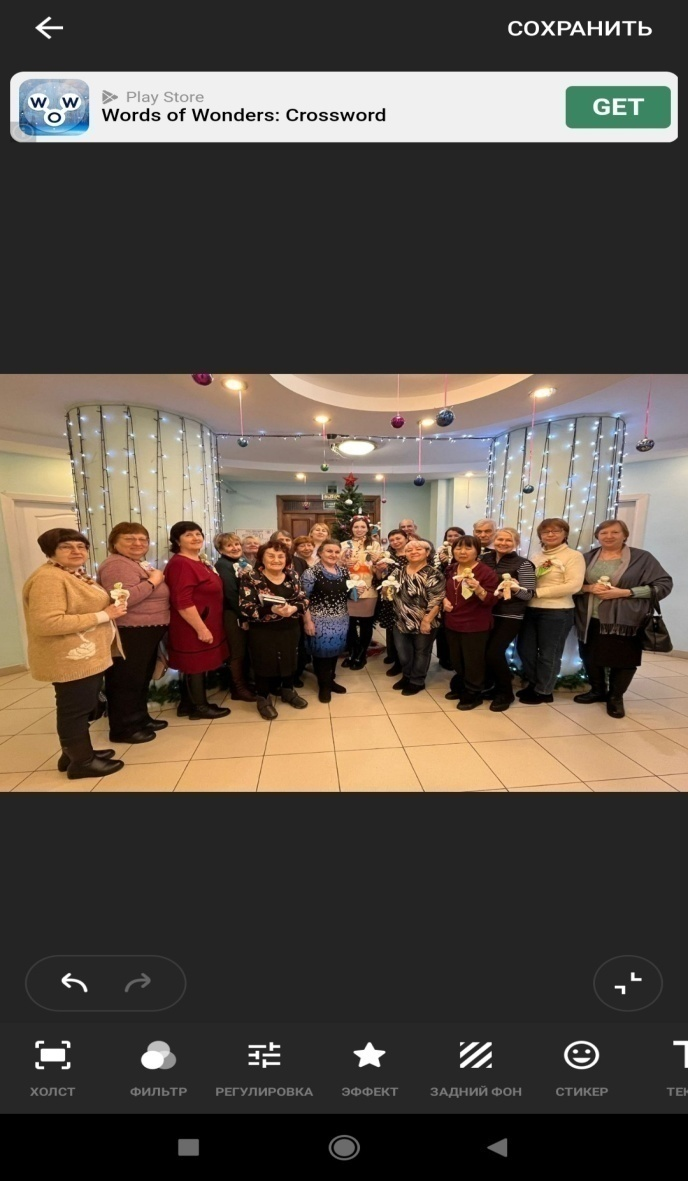 СОХРАНИТЬ
Play Store
Words of Wonders: Crossword
GET
W W
O
ХОЛСТ
ФИЛЬТР
РЕГУЛИРОВКА
ЭФФЕКТ
ЗАДНИЙ ФОН
СТИКЕР